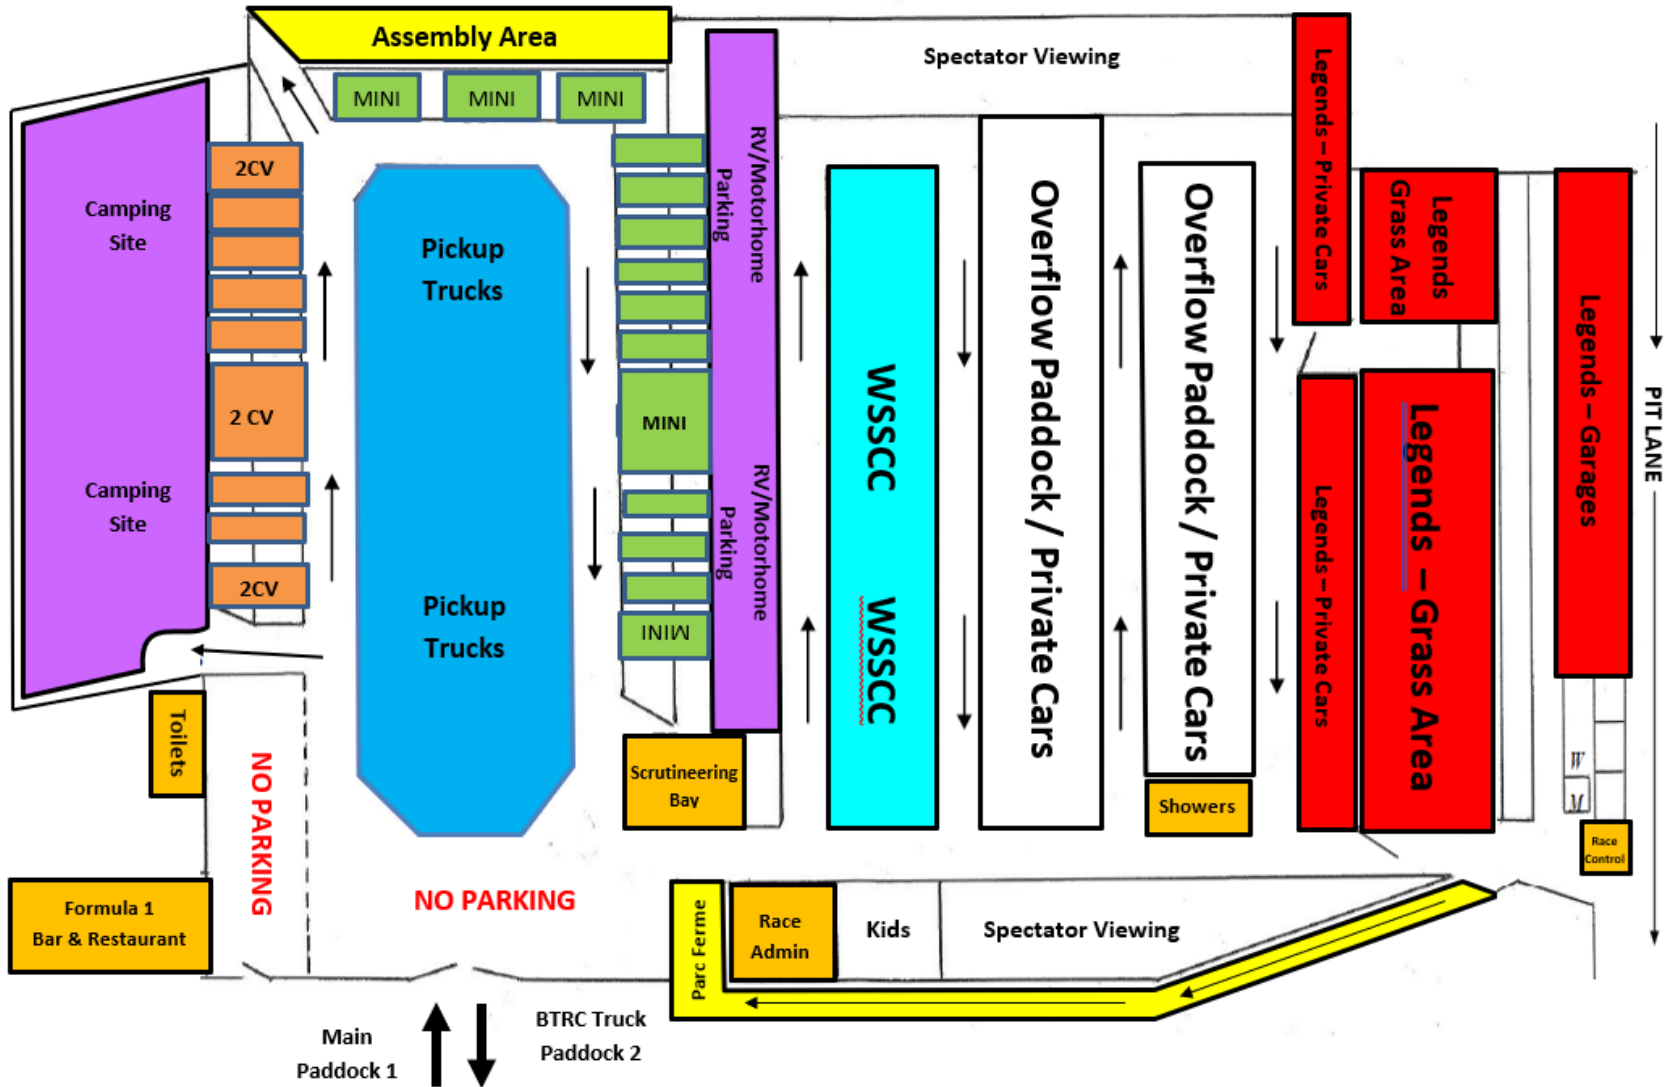 Assembly Area
Spectator Viewing
MINI
MINI
MINI
Legends – Private Cars
2CV
Camping
Site
Pickup
Trucks
RV/Motorhome
Parking
Overflow Paddock / Private Cars
Overflow Paddock / Private Cars
Legends
Grass Area
Legends – Garages
PIT LANE
2 CV
MINI
WSSCC
Legends – Private Cars
Legends – Grass Area
Camping
Site
RV/Motorhome
Parking
2CV
Pickup
Trucks
MINI
WSSCC
Toilets
NO PARKING
Scrutineering
Bay
Showers
W
M
Race
Control
Formula 1
Bar & Restaurant
NO PARKING
Parc Ferme
Race
Admin
Kids
Spectator Viewing
Main
Paddock 1
BTRC Truck
Paddock 2